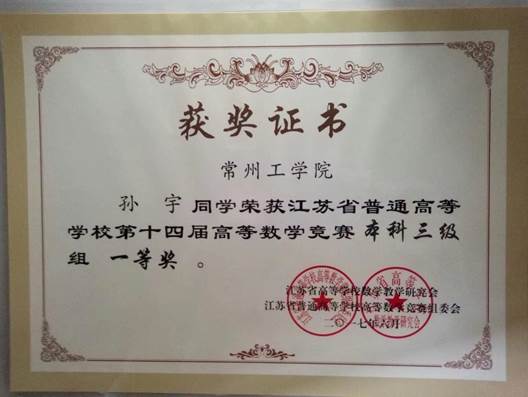 获奖证书
常州工学院
孙宇同学荣获江苏省普通高等
学校第十四届高等数学竞赛本科三级
组一等奖。
江苏省高等学校数学教学研究会
江苏省普通高等学校高等数学竞赛组委会
二〇一七年六月